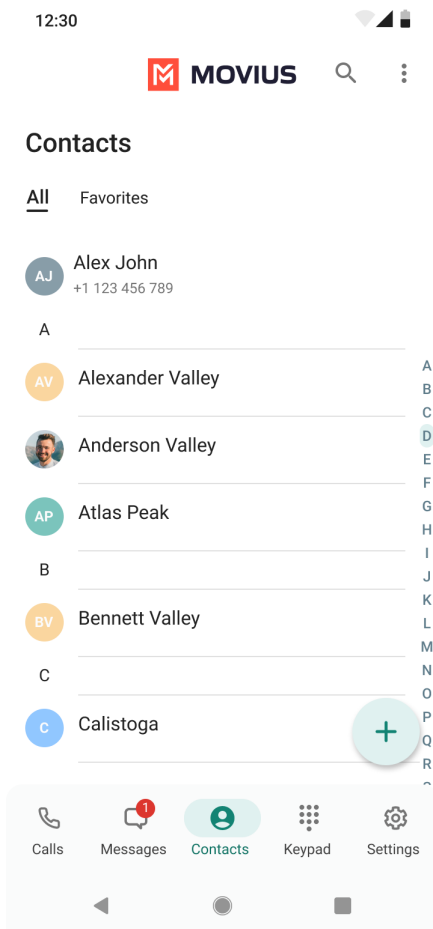 12:30
MOVIUS
Contacts
All Favorites
AJ Alex John
+1 123 456 789
A
AV Alexander Valley
Anderson Valley
AP Atlas Peak
B
BV Bennett Valley
C
C Calistoga
A
B
C
D
E
F
G
H
I
J
K
L
M
N
O
P
Q
R
1
Calls Messages Contacts Keypad Settings